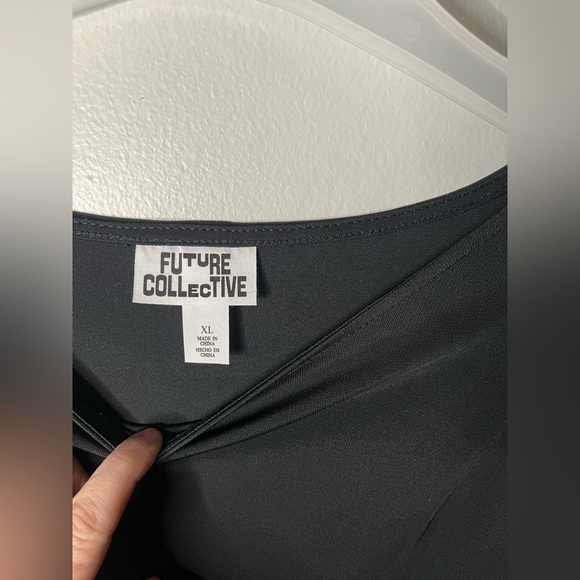 FUTURE
COLLECTIVE
XL
MADE IN
CHINA
HECHO EN
CHINA